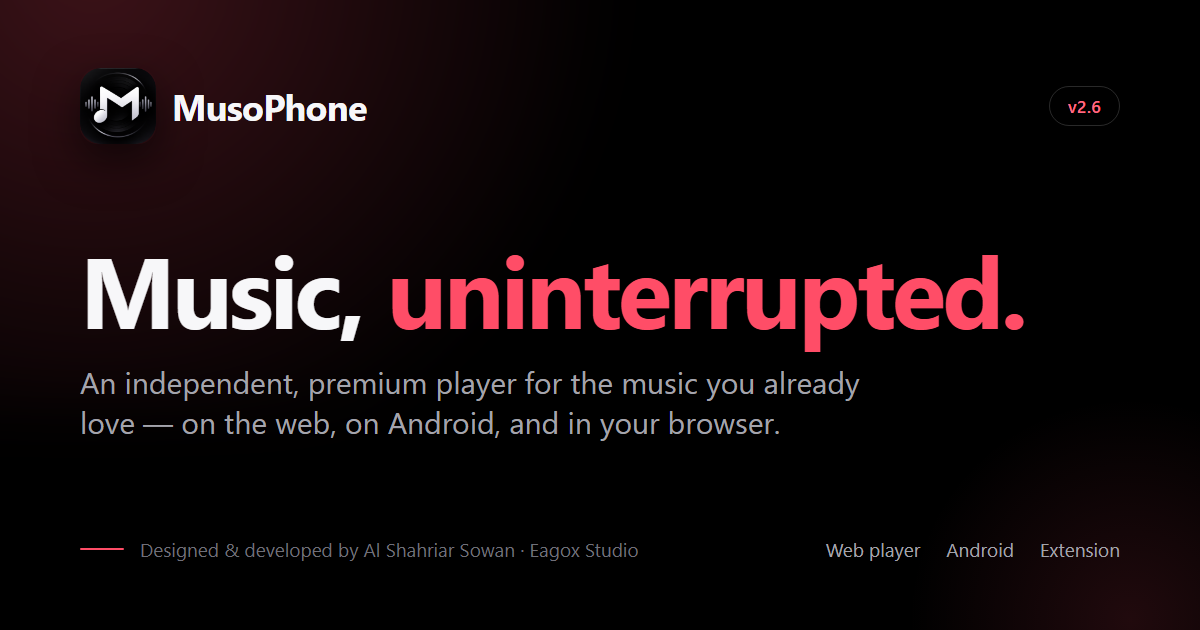 MusoPhone
v2.6
Music, uninterrupted.
An independent, premium player for the music you already
love — on the web, on Android, and in your browser.
Designed & developed by Al Shahriar Sowan · Eagox Studio
Web player Android Extension